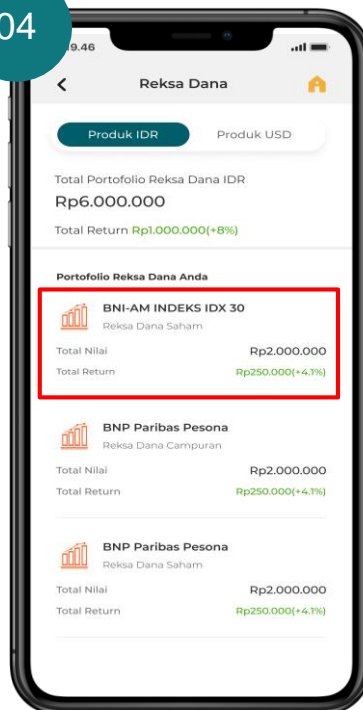 04
9.46
Reksa Dana
Produk IDR Produk USD
Total Portofolio Reksa Dana IDR
Rp6.000.000
Total Return Rp1.000.000(+8%)
Portofolio Reksa Dana Anda
BNI-AM INDEKS IDX 30
Reksa Dana Saham
Total Nilai Rp2.000.000
Total Return Rp250.000(+4.1%)
BNP Paribas Pesona
Reksa Dana Campuran
Total Nilai Rp2.000.000
Total Return Rp250.000(+4.1%)
BNP Paribas Pesona
Reksa Dana Saham
Total Nilai Rp2.000.000
Total Return Rp250.000(+4.1%)